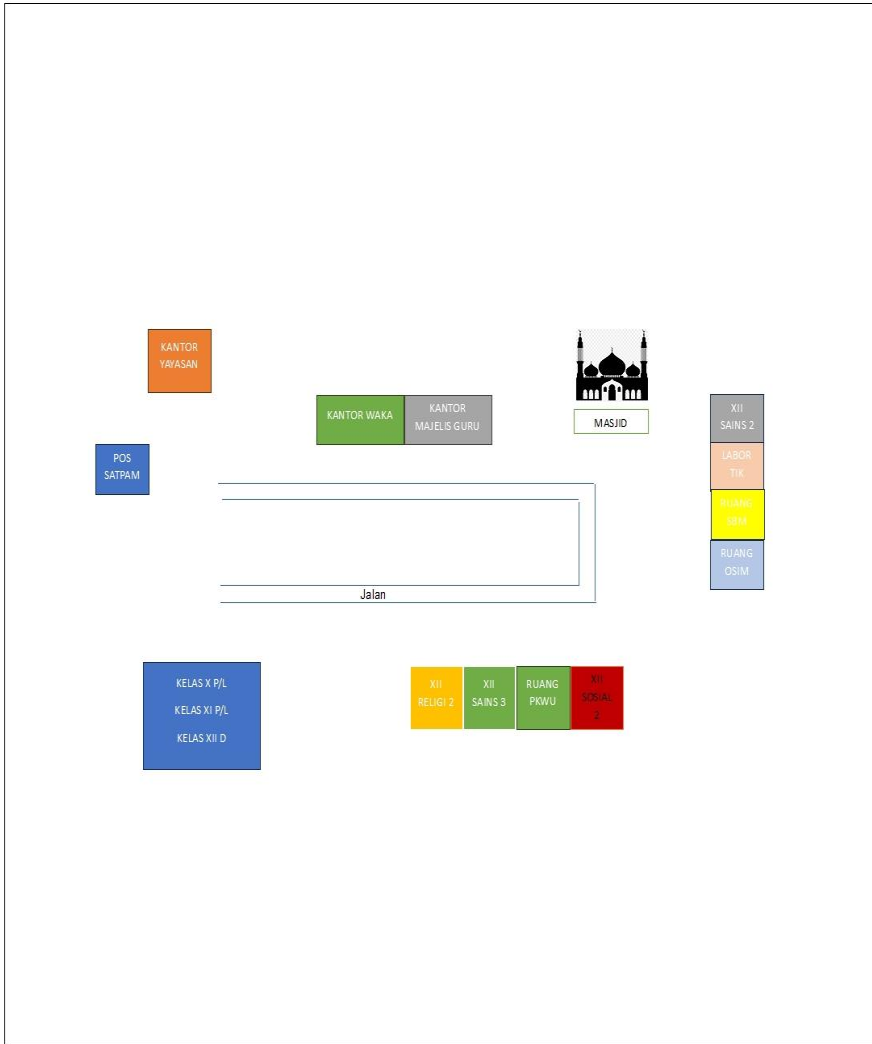 KANTOR
YAYASAN
KANTOR WAKA
KANTOR
MAJELIS GURU
MASJID
XII
SAINS 2
POS
SATPAM
LABOR
TIK
RUANG
SBM
RUANG
OSIM
Jalan
KELAS X P/L
KELAS XI P/L
KELAS XII D
XII
RELIGI 2
XII
SAINS 3
RUANG
PKWU
XII
SOSIAL
2